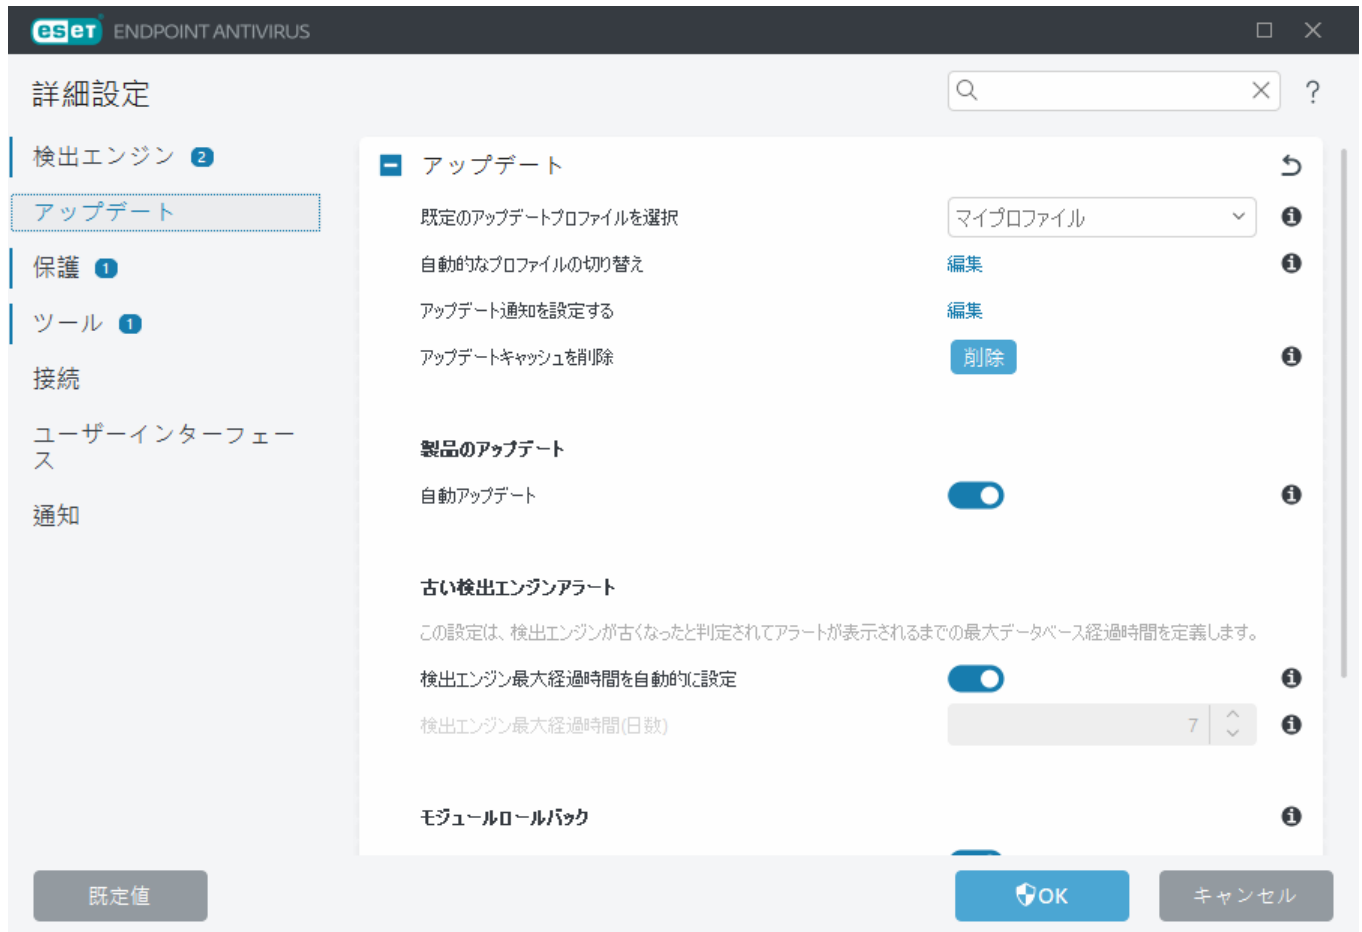 eset ENDPOINT ANTIVIRUS
詳細設定
?
検出エンジン 2
アップデート
保護 1
ツール 1
接続
ユーザーインターフェー
ス
通知
アップデート
既定のアップデートプロファイルを選択 マイプロファイル
自動的なプロファイルの切り替え 編集
アップデート通知を設定する 編集
アップデートキャッシュを削除 削除
製品のアップデート
自動アップデート
古い検出エンジンアラート
この設定は、検出エンジンが古くなったと判定されてアラートが表示されるまでの最大データベース経過時間を定義します。
検出エンジン最大経過時間を自動的に設定
検出エンジン最大経過時間(日数) 7
モジュールロールバック
既定値
OK
キャンセル